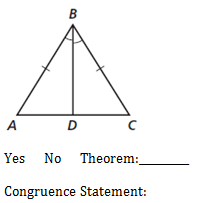 B
A D C
Yes No Theorem:________
Congruence Statement: